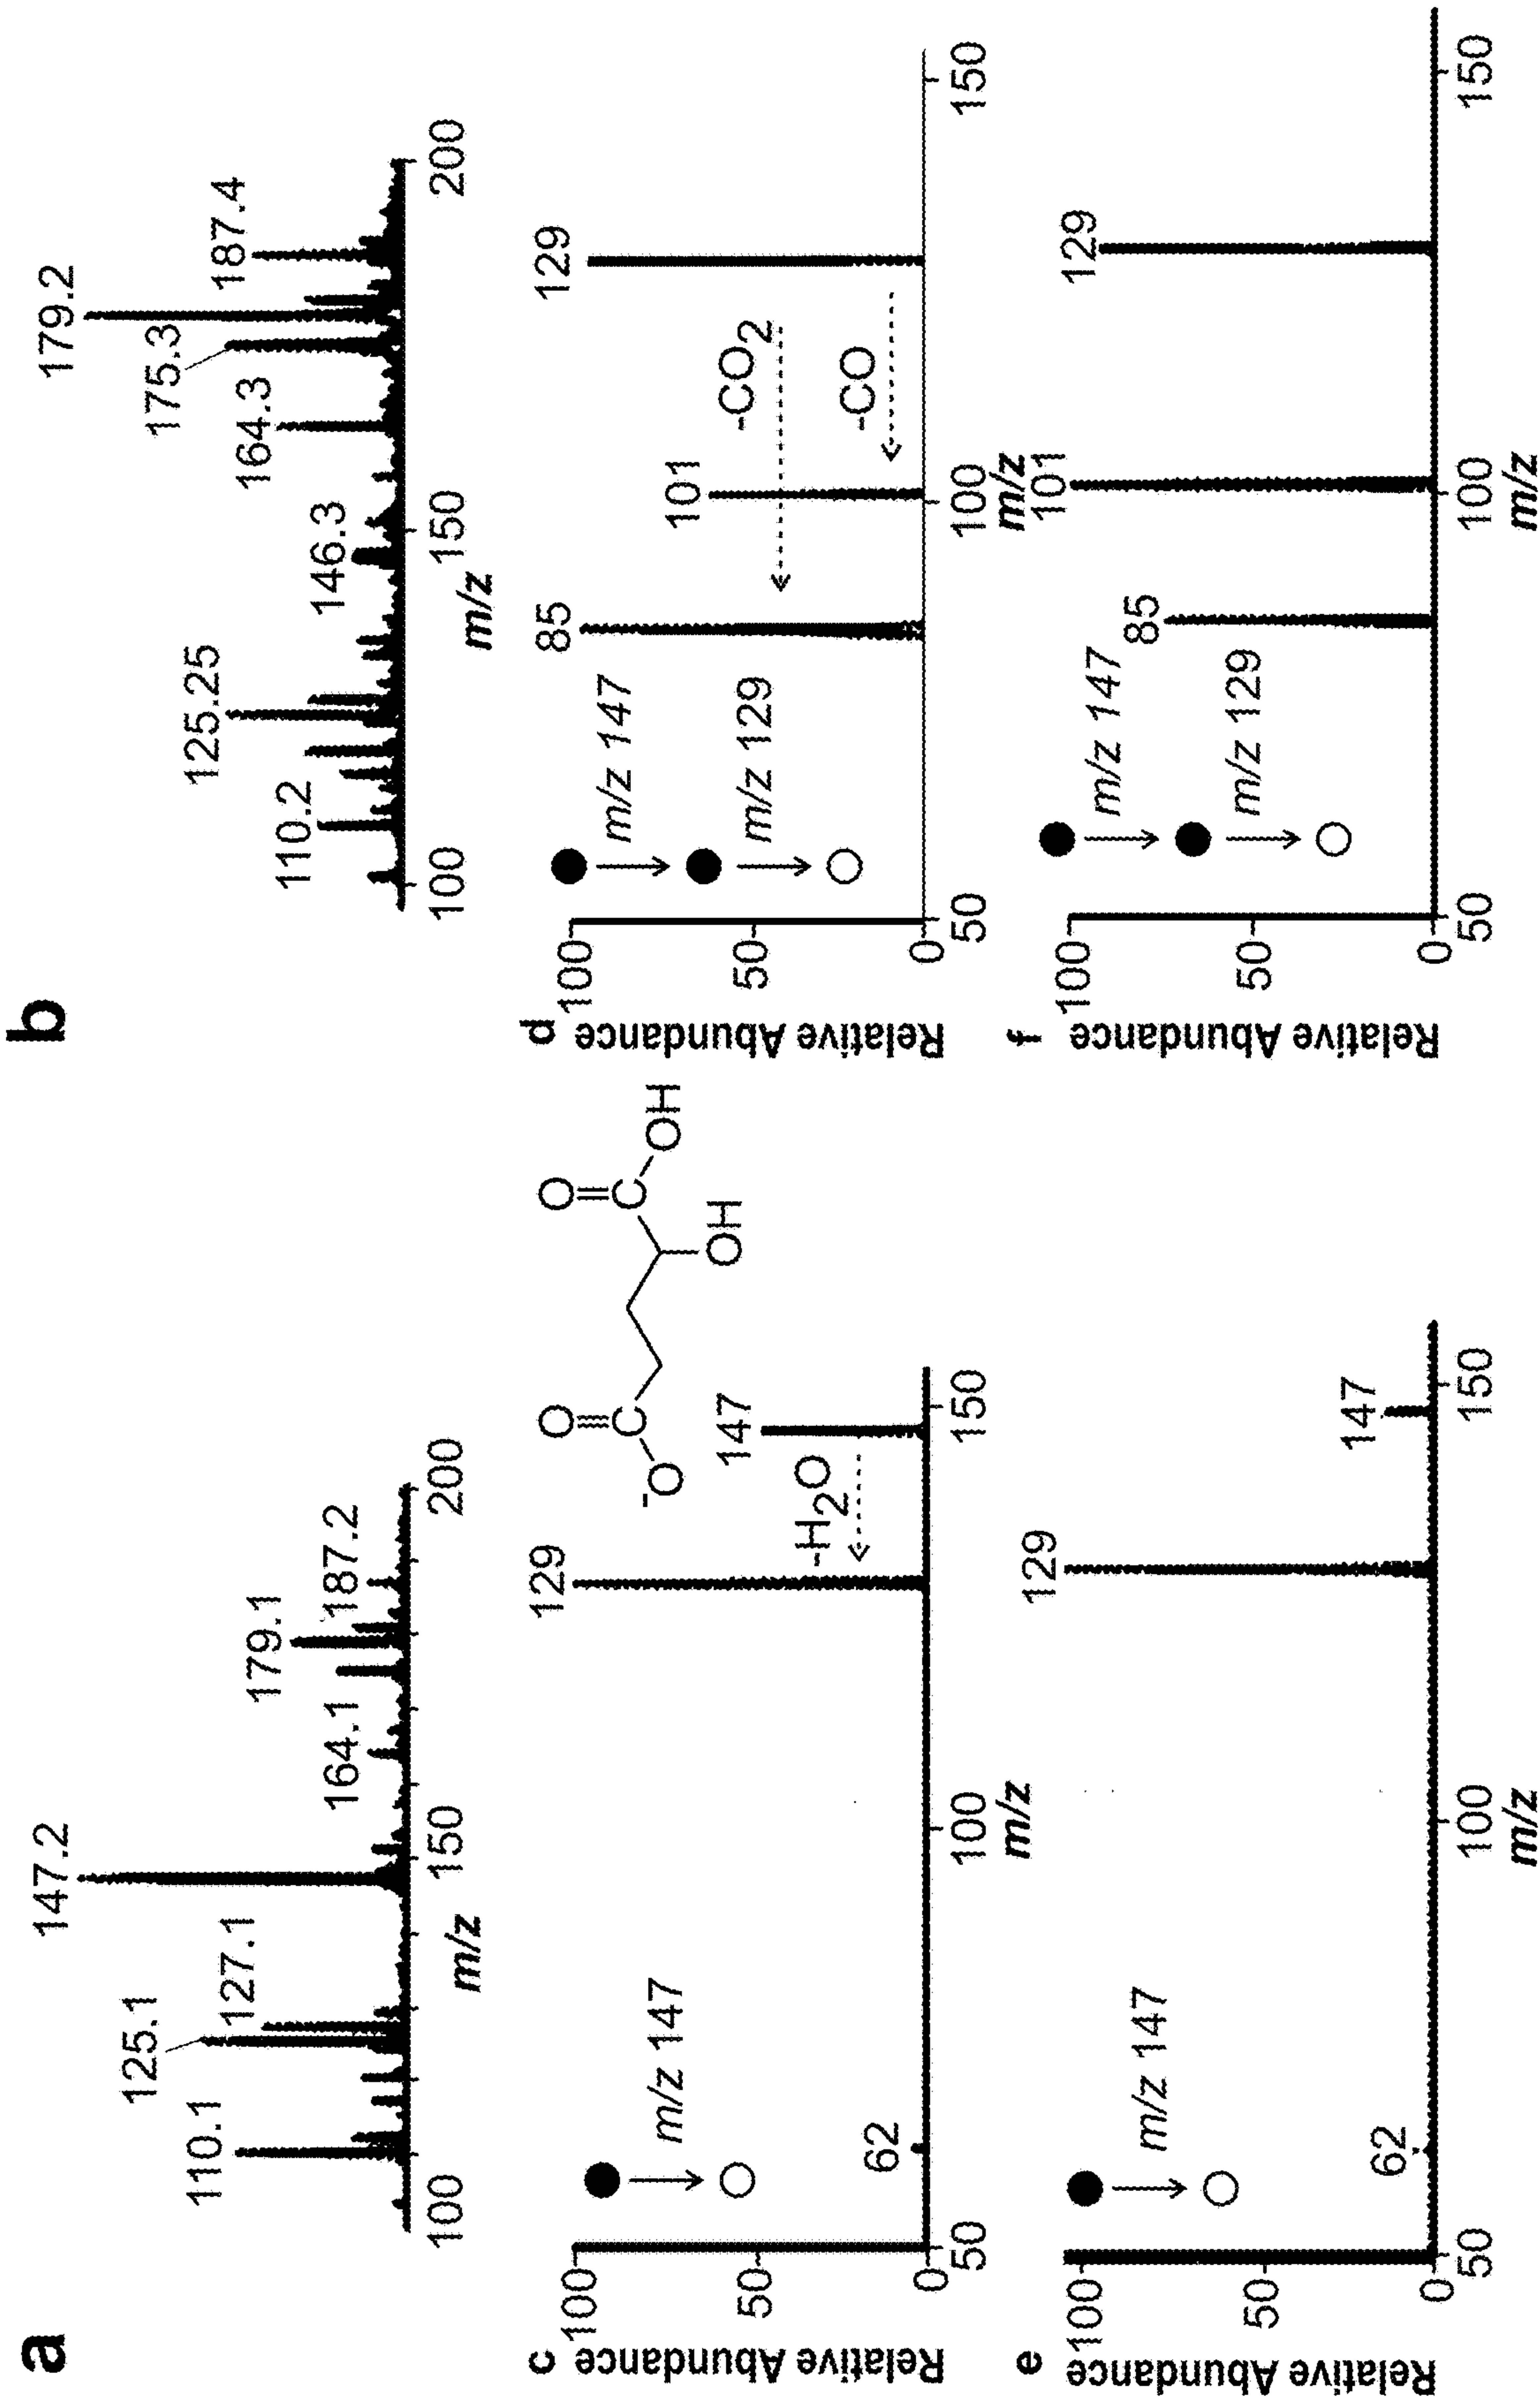 a
147.2
125.1
127.1
110.1
179.1
164.1
187.2
100
150
200
m/z
b
179.2
175.3
187.4
125.25
164.3
110.2
146.3
100
150
200
m/z
c
Relative Abundance
100
50
0
m/z 147
129
147
-H2O
62
50
100
150
m/z
O
O
C
C
-O
OH
OH
d
Relative Abundance
100
50
0
m/z 147
m/z 129
85
101
129
-CO2
-CO
50
100
150
m/z
e
Relative Abundance
100
50
0
m/z 147
129
147
62
50
100
150
m/z
f
Relative Abundance
100
50
0
m/z 147
m/z 129
85
101
129
50
100
150
m/z